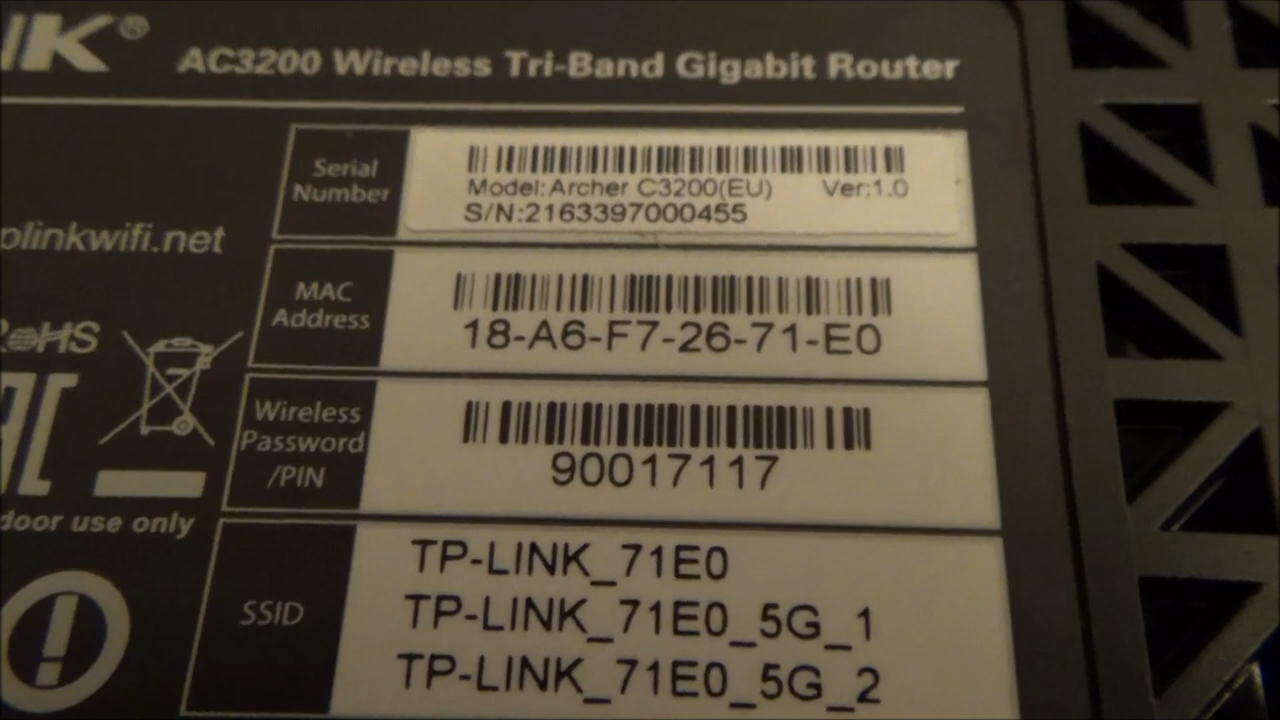 LINK®
AC3200 Wireless Tri-Band Gigabit Router
Serial
Number
Model: Archer C3200(EU) Ver:1.0
S/N:2163397000455
plinkwifi.net
MAC
Address
18-A6-F7-26-71-E0
RoHS
Wireless
Password
/PIN
90017117
door use only
SSID
TP-LINK_71E0
TP-LINK_71E0_5G_1
TP-LINK_71E0_5G_2